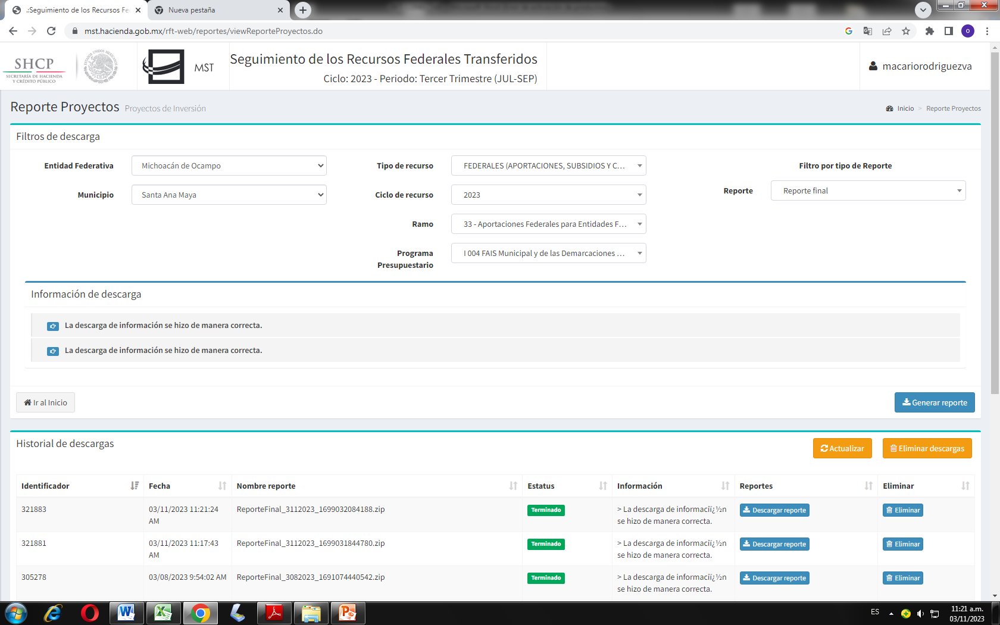 .:Seguimiento de los Recursos Fe
Nueva pestaña
mst.hacienda.gob.mx/rft-web/reportes/viewReporteProyectos.do
SHCP
SECRETARÍA DE HACIENDA
Y CRÉDITO PÚBLICO
ESTADOS UNIDOS MEXICANOS
MST
Seguimiento de los Recursos Federales Transferidos
Ciclo: 2023 - Periodo: Tercer Trimestre (JUL-SEP)
macariorodriguezva
Reporte Proyectos Proyectos de Inversión
Inicio > Reporte Proyectos
Filtros de descarga
Entidad Federativa Michoacán de Ocampo
Tipo de recurso FEDERALES (APORTACIONES, SUBSIDIOS Y C...
Filtro por tipo de Reporte
Municipio Santa Ana Maya
Ciclo de recurso 2023
Reporte Reporte final
Ramo 33 - Aportaciones Federales para Entidades F...
Programa Presupuestario I 004 FAIS Municipal y de las Demarcaciones ...
Información de descarga
La descarga de información se hizo de manera correcta.
La descarga de información se hizo de manera correcta.
Ir al Inicio
Generar reporte
Historial de descargas
Actualizar
Eliminar descargas
Identificador Fecha Nombre reporte Estatus Información Reportes Eliminar
321883 03/11/2023 11:21:24 AM ReporteFinal_3112023_1699032084188.zip Terminado > La descarga de informaciï¿½n se hizo de manera correcta. Descargar reporte Eliminar
321881 03/11/2023 11:17:43 AM ReporteFinal_3112023_1699031844780.zip Terminado > La descarga de informaciï¿½n se hizo de manera correcta. Descargar reporte Eliminar
305278 03/08/2023 9:54:02 AM ReporteFinal_3082023_1691074440542.zip Terminado > La descarga de informaciï¿½n se hizo de manera correcta. Descargar reporte Eliminar
ES
11:21 a.m.
03/11/2023